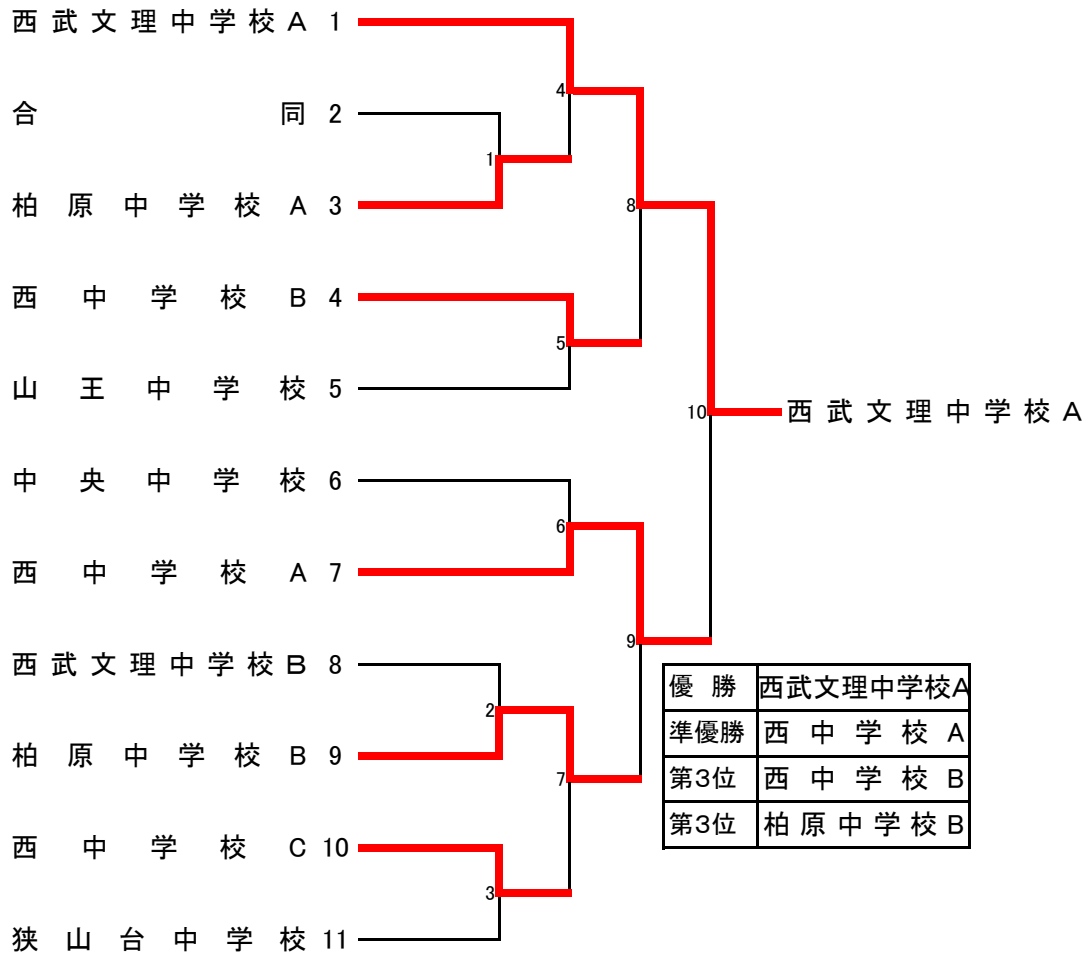 西武文理中学校A 1
4
合同 2
1
柏原中学校A 3
8
西中学校B 4
5
山王中学校 5
10 西武文理中学校A
中央中学校 6
6
西中学校A 7
9
西武文理中学校B 8
2
柏原中学校B 9
7
西中学校C 10
3
狭山台中学校 11
優勝 西武文理中学校A
準優勝 西中学校A
第3位 西中学校B
第3位 柏原中学校B